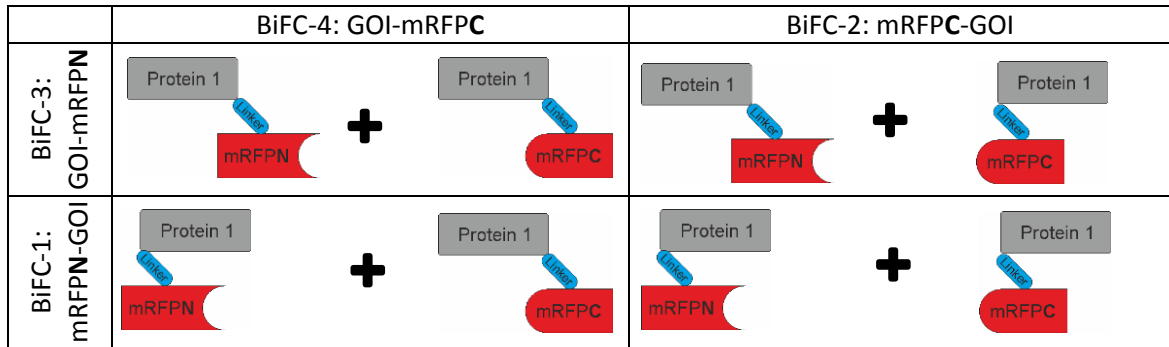 BiFC-4: GOI-mRFPC
BiFC-2: mRFPC-GOI
BiFC-3:
GOI-mRFPN
Protein 1
Linker
mRFPN
Protein 1
Linker
mRFPC
Protein 1
Linker
mRFPN
Protein 1
Linker
mRFPC
BiFC-1:
mRFPN-GOI
Protein 1
Linker
mRFPN
Protein 1
Linker
mRFPC
Protein 1
Linker
mRFPN
Protein 1
Linker
mRFPC